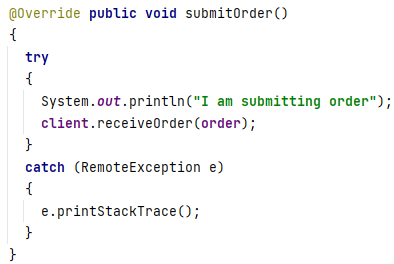 @Override public void submitOrder()
{
  try
  {
    System.out.println("I am submitting order");
    client.receiveOrder(order);
  }
  catch (RemoteException e)
  {
    e.printStackTrace();
  }
}